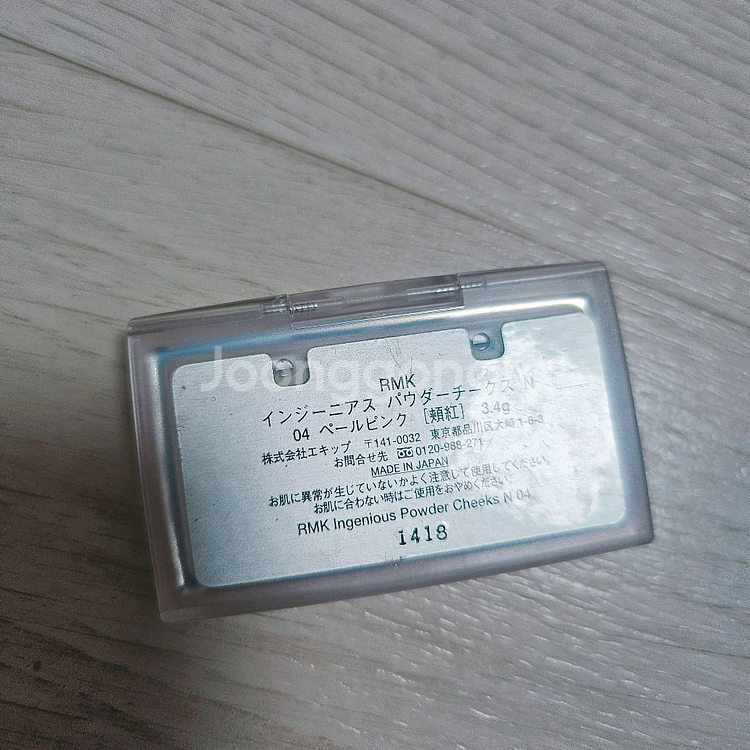 Joonggonara
RMK
インジーニアス パウダーチークス N
04 ペールピンク [頬紅] 3.4g
株式会社エキップ 〒141-0032 東京都品川区大崎1-6-3
お問合せ先 0120-988-271
MADE IN JAPAN
お肌に異常が生じていないかよく注意して使用してください。
お肌に合わない時はご使用をおやめください。
RMK Ingenious Powder Cheeks N 04
1418